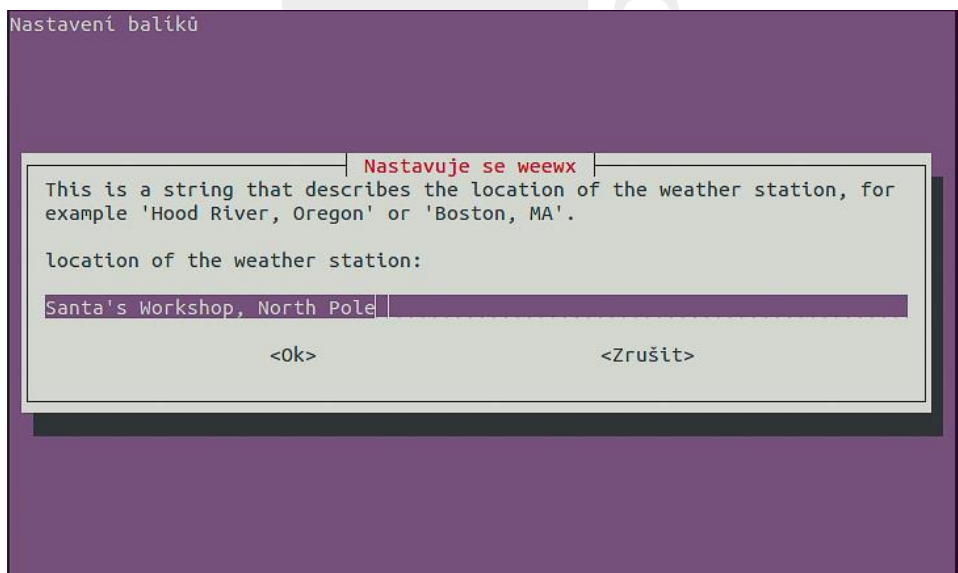 Nastavení balíků
Nastavuje se weewx
This is a string that describes the location of the weather station, for
example 'Hood River, Oregon' or 'Boston, MA'.
location of the weather station:
Santa's Workshop, North Pole
<Ok> <Zrušit>